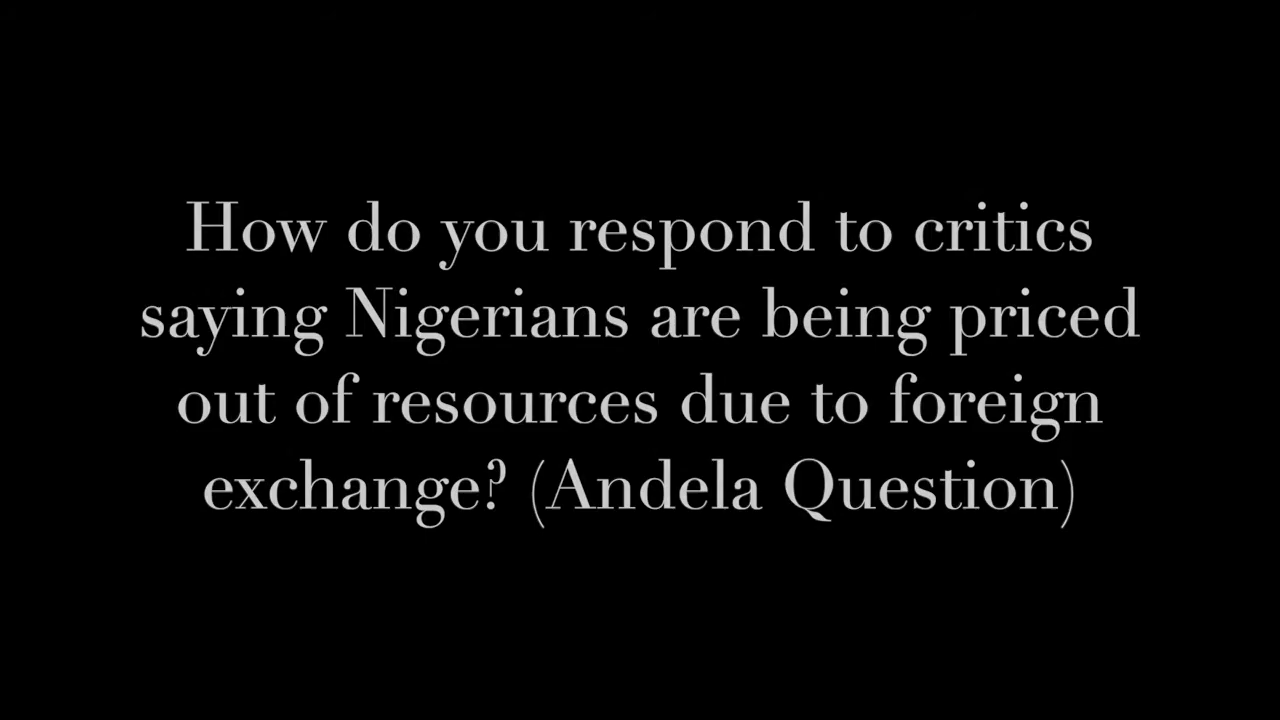 How do you respond to critics
saying Nigerians are being priced
out of resources due to foreign
exchange? (Andela Question)